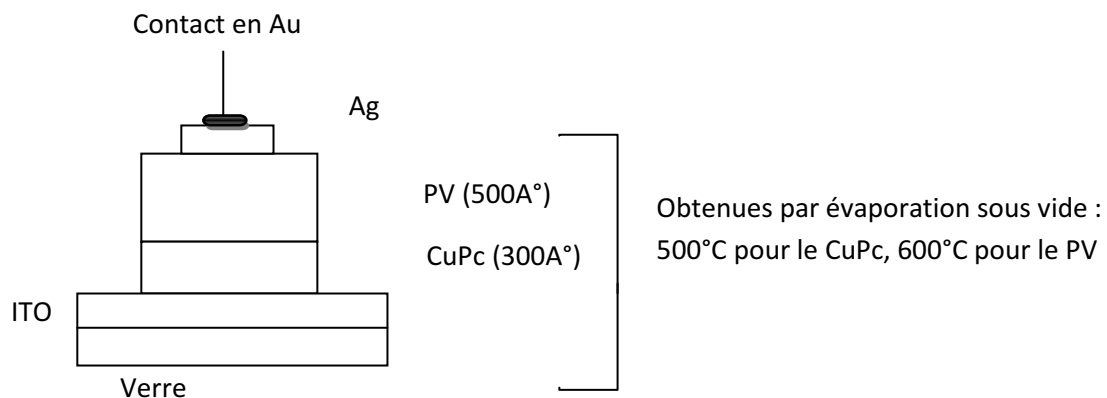 Contact en Au
Ag
PV (500A°)
CuPc (300A°)
Obtenues par évaporation sous vide :
500°C pour le CuPc, 600°C pour le PV
ITO
Verre